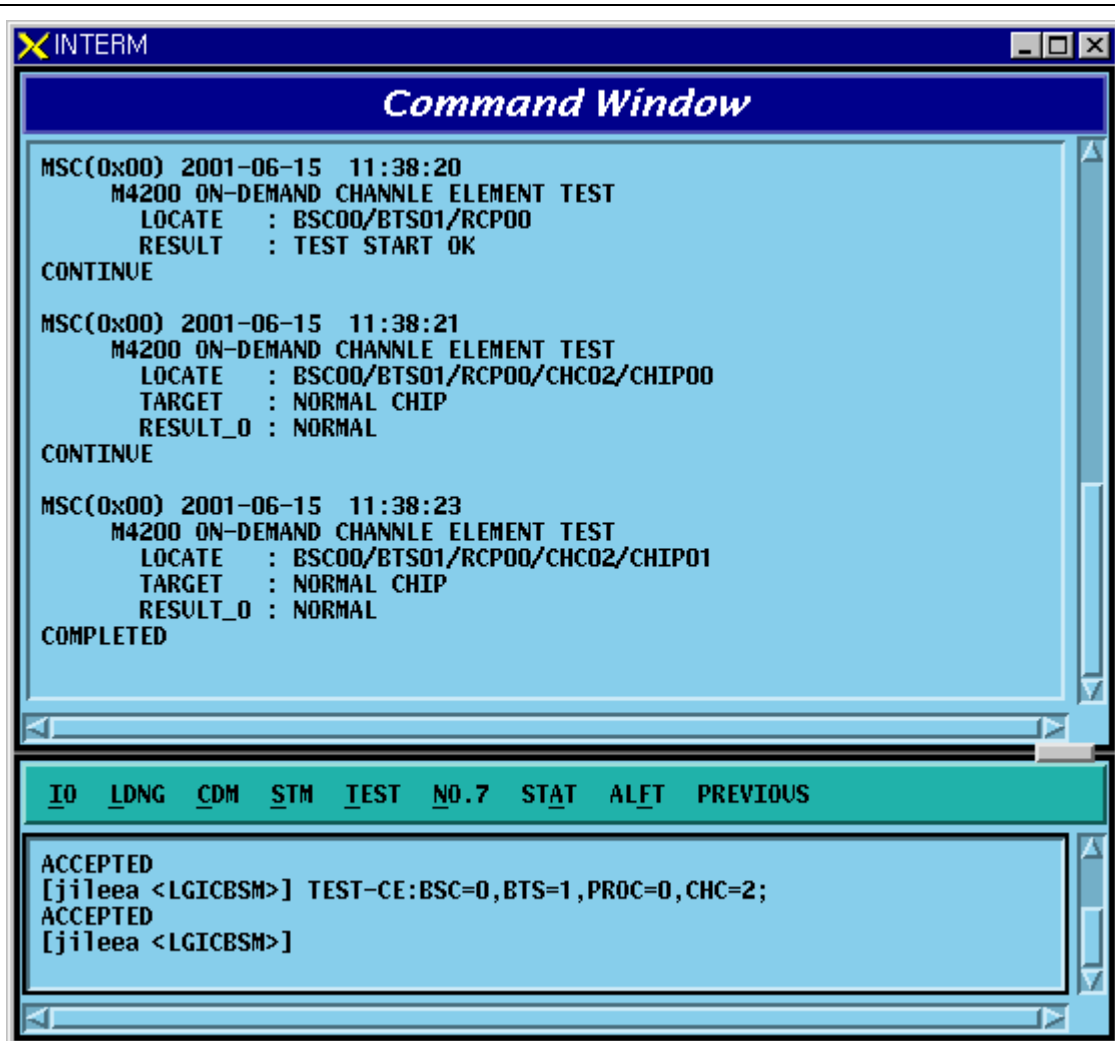 INTERM
Command Window
MSC(0x00) 2001-06-15  11:38:20
M4200 ON-DEMAND CHANNLE ELEMENT TEST
LOCATE   : BSC00/BTS01/RCP00
RESULT   : TEST START OK
CONTINUE
MSC(0x00) 2001-06-15  11:38:21
M4200 ON-DEMAND CHANNLE ELEMENT TEST
LOCATE   : BSC00/BTS01/RCP00/CHC02/CHIP00
TARGET   : NORMAL CHIP
RESULT_0 : NORMAL
CONTINUE
MSC(0x00) 2001-06-15  11:38:23
M4200 ON-DEMAND CHANNLE ELEMENT TEST
LOCATE   : BSC00/BTS01/RCP00/CHC02/CHIP01
TARGET   : NORMAL CHIP
RESULT_0 : NORMAL
COMPLETED
IO LDNG CDM STM TEST NO.7 STAT ALFT PREVIOUS
ACCEPTED
[jileea <LGICBSM>] TEST-CE:BSC=0,BTS=1,PROC=0,CHC=2;
ACCEPTED
[jileea <LGICBSM>]